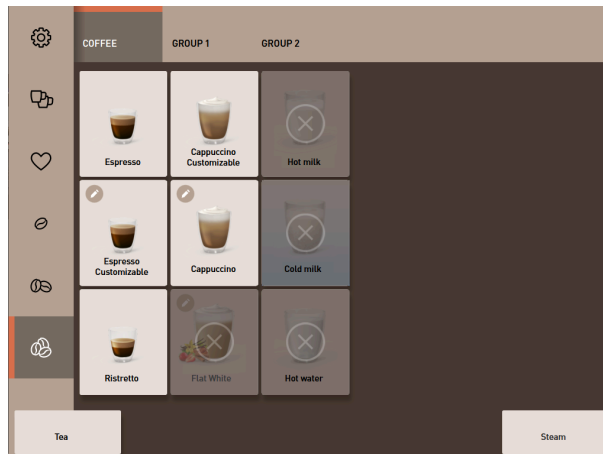 COFFEE
GROUP 1
GROUP 2
Espresso
Cappuccino
Customizable
Hot milk
Espresso
Customizable
Cappuccino
Cold milk
Ristretto
Flat White
Hot water
Tea
Steam